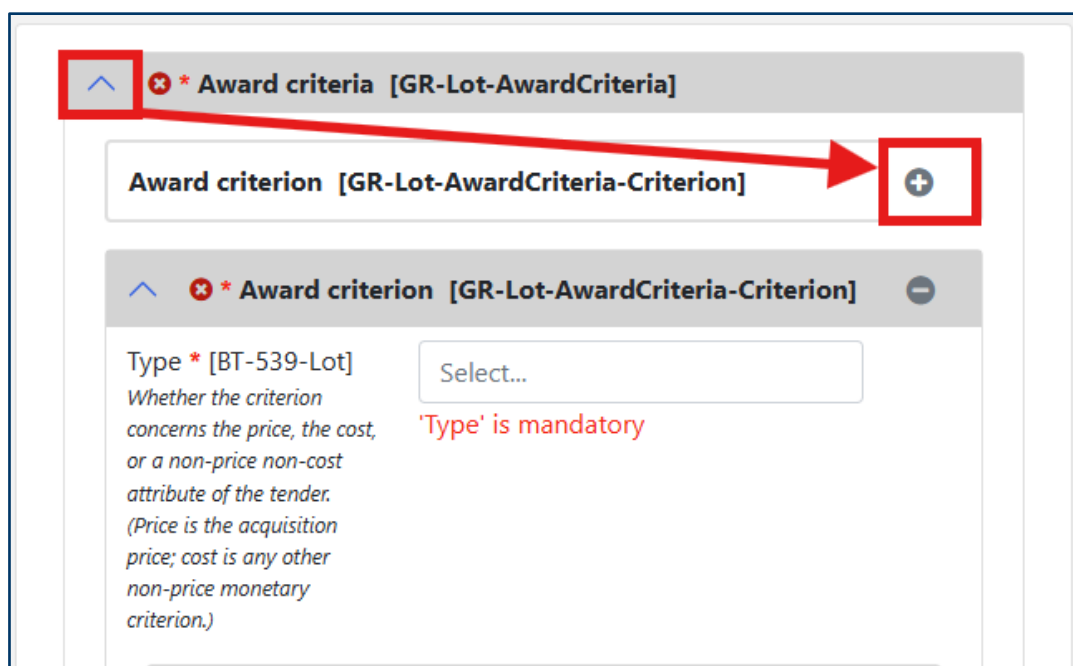 * Award criteria [GR-Lot-AwardCriteria]
Award criterion [GR-Lot-AwardCriteria-Criterion]
* Award criterion [GR-Lot-AwardCriteria-Criterion]
Type * [BT-539-Lot]
Select...
'Type' is mandatory
Whether the criterion
concerns the price, the cost,
or a non-price non-cost
attribute of the tender.
(Price is the acquisition
price; cost is any other
non-price monetary
criterion.)